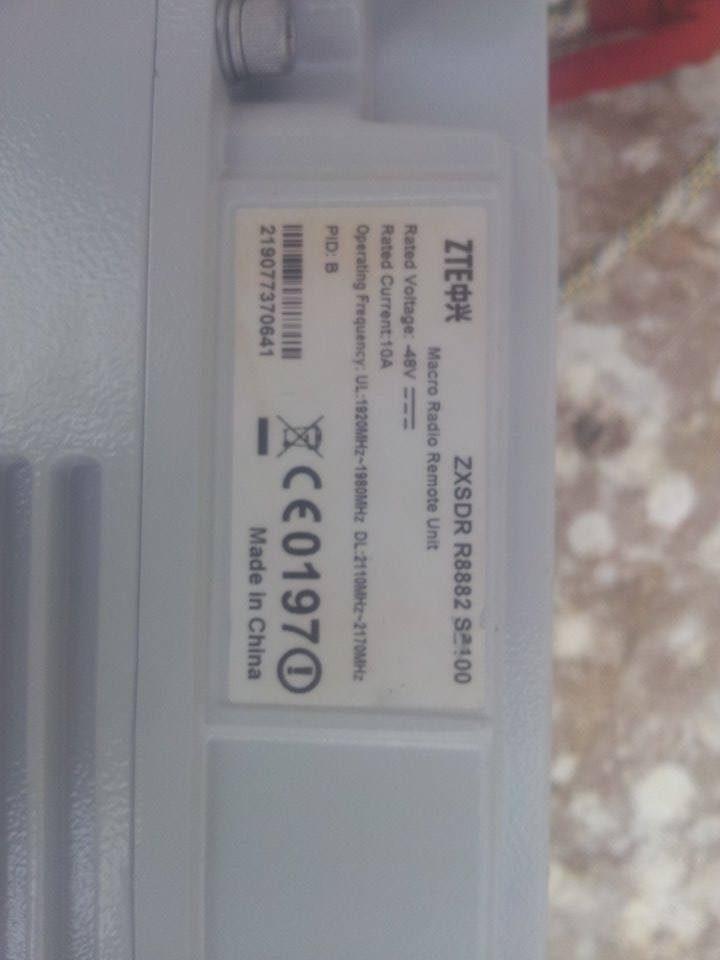 ZTE中兴 ZXSDR R8882 S2100
Macro Radio Remote Unit
Rated Voltage: -48V
Rated Current:10A
Operating Frequency: UL:1920MHz~1980MHz DL:2110MHz~2170MHz
PID: B
219077370641
CE0197
Made in China